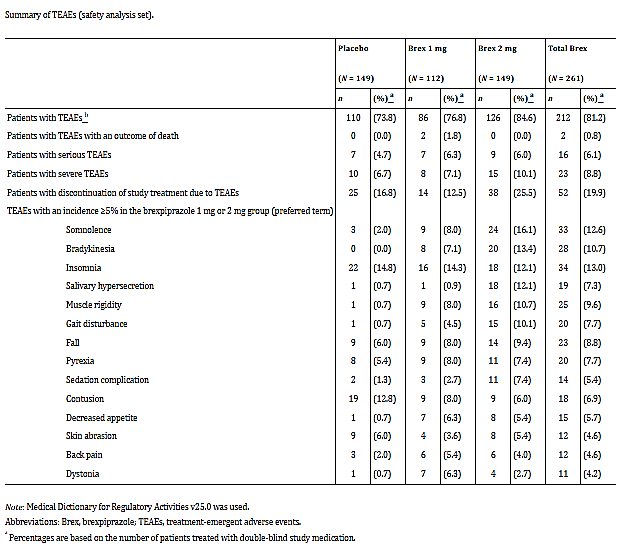 Summary of TEAEs (safety analysis set).
Placebo Brex 1 mg Brex 2 mg Total Brex
(N = 149) (N = 112) (N = 149) (N = 261)
n (%) a n (%) a n (%) a n (%) a
Patients with TEAEs b 110 (73.8) 86 (76.8) 126 (84.6) 212 (81.2)
Patients with TEAEs with an outcome of death 0 (0.0) 2 (1.8) 0 (0.0) 2 (0.8)
Patients with serious TEAEs 7 (4.7) 7 (6.3) 9 (6.0) 16 (6.1)
Patients with severe TEAEs 10 (6.7) 8 (7.1) 15 (10.1) 23 (8.8)
Patients with discontinuation of study treatment due to TEAEs 25 (16.8) 14 (12.5) 38 (25.5) 52 (19.9)
TEAEs with an incidence ≥5% in the brexpiprazole 1 mg or 2 mg group (preferred term)
Somnolence 3 (2.0) 9 (8.0) 24 (16.1) 33 (12.6)
Bradykinesia 0 (0.0) 8 (7.1) 20 (13.4) 28 (10.7)
Insomnia 22 (14.8) 16 (14.3) 18 (12.1) 34 (13.0)
Salivary hypersecretion 1 (0.7) 1 (0.9) 18 (12.1) 19 (7.3)
Muscle rigidity 1 (0.7) 9 (8.0) 16 (10.7) 25 (9.6)
Gait disturbance 1 (0.7) 5 (4.5) 15 (10.1) 20 (7.7)
Fall 9 (6.0) 9 (8.0) 14 (9.4) 23 (8.8)
Pyrexia 8 (5.4) 9 (8.0) 11 (7.4) 20 (7.7)
Sedation complication 2 (1.3) 3 (2.7) 11 (7.4) 14 (5.4)
Contusion 19 (12.8) 9 (8.0) 9 (6.0) 18 (6.9)
Decreased appetite 1 (0.7) 7 (6.3) 8 (5.4) 15 (5.7)
Skin abrasion 9 (6.0) 4 (3.6) 8 (5.4) 12 (4.6)
Back pain 3 (2.0) 6 (5.4) 6 (4.0) 12 (4.6)
Dystonia 1 (0.7) 7 (6.3) 4 (2.7) 11 (4.2)
Note: Medical Dictionary for Regulatory Activities v25.0 was used.
Abbreviations: Brex, brexpiprazole; TEAEs, treatment-emergent adverse events.
a Percentages are based on the number of patients treated with double-blind study medication.